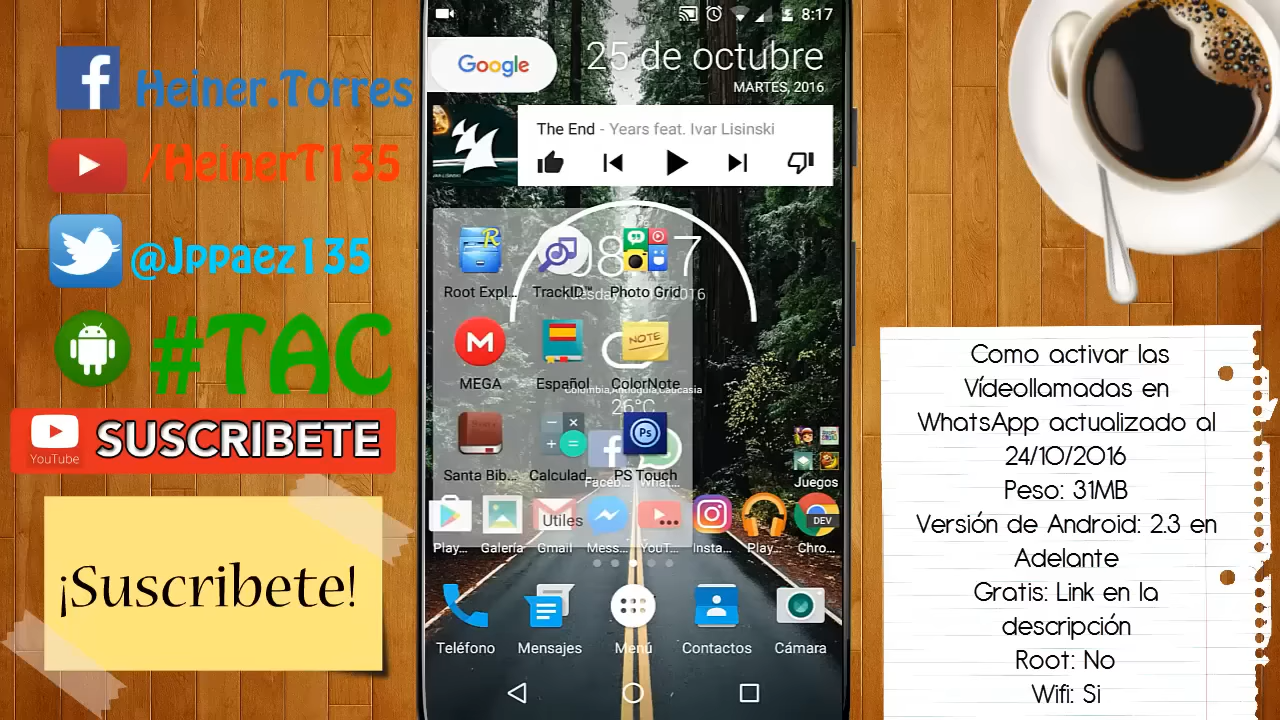 Heiner.Torres
/HeinerT135
@Jppaez135
#TAC
YouTube
SUSCRIBETE
¡Suscribete!
8:17
Google
25 de octubre
MARTES, 2016
The End - Years feat. Ivar Lisinski
Root Expl...
TrackID™
Photo Grid
MEGA
Español
NOTE
ColorNote
26°C
Santa Bib...
Calculad...
Ps
PS Touch
Faceb...
What...
Juegos
Utiles
DEV
Play...
Galería
Gmail
Mess...
YouT...
Insta...
Play...
Chro...
Teléfono
Mensajes
Menú
Contactos
Cámara
Como activar las
Vídeollamadas en
WhatsApp actualizado al
24/10/2016
Peso: 31MB
Versión de Android: 2.3 en
Adelante
Gratis: Link en la
descripción
Root: No
Wifi: Si